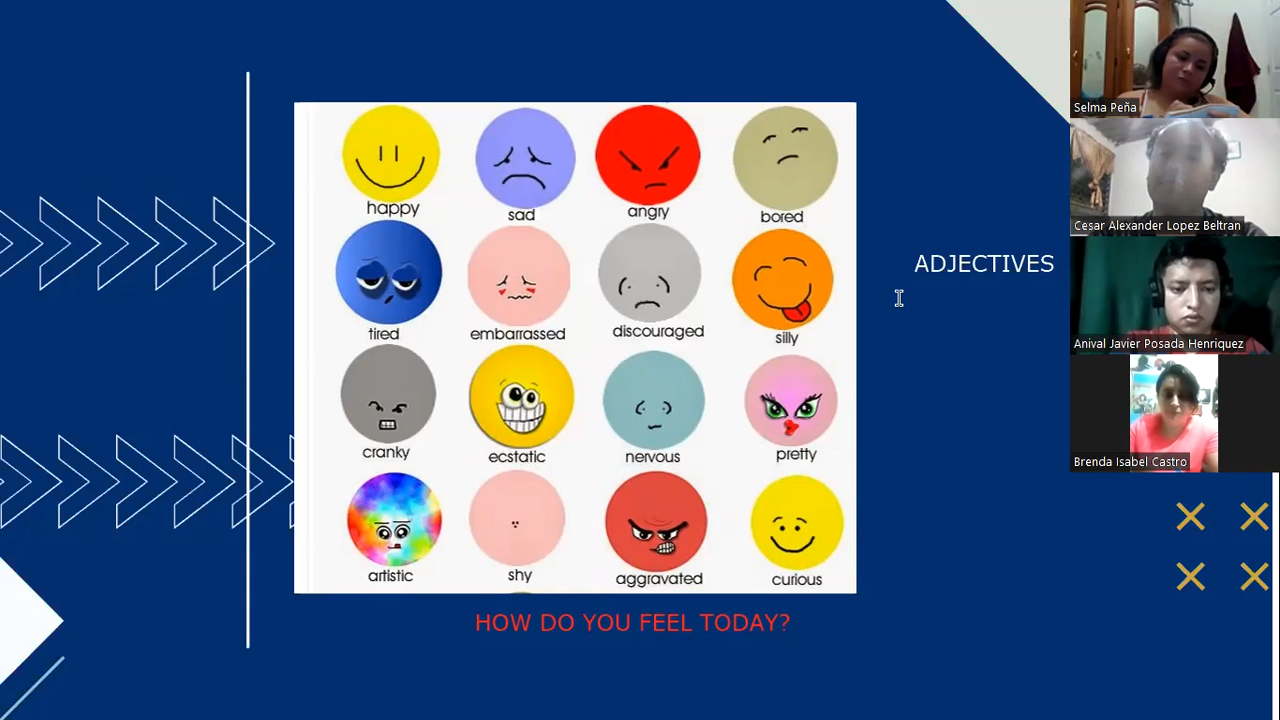 happy
sad
angry
bored
tired
embarrassed
discouraged
silly
cranky
ecstatic
nervous
pretty
artistic
shy
aggravated
curious
HOW DO YOU FEEL TODAY?
ADJECTIVES
Selma Peña
Cesar Alexander Lopez Beltran
Anival Javier Posada Henriquez
Brenda Isabel Castro